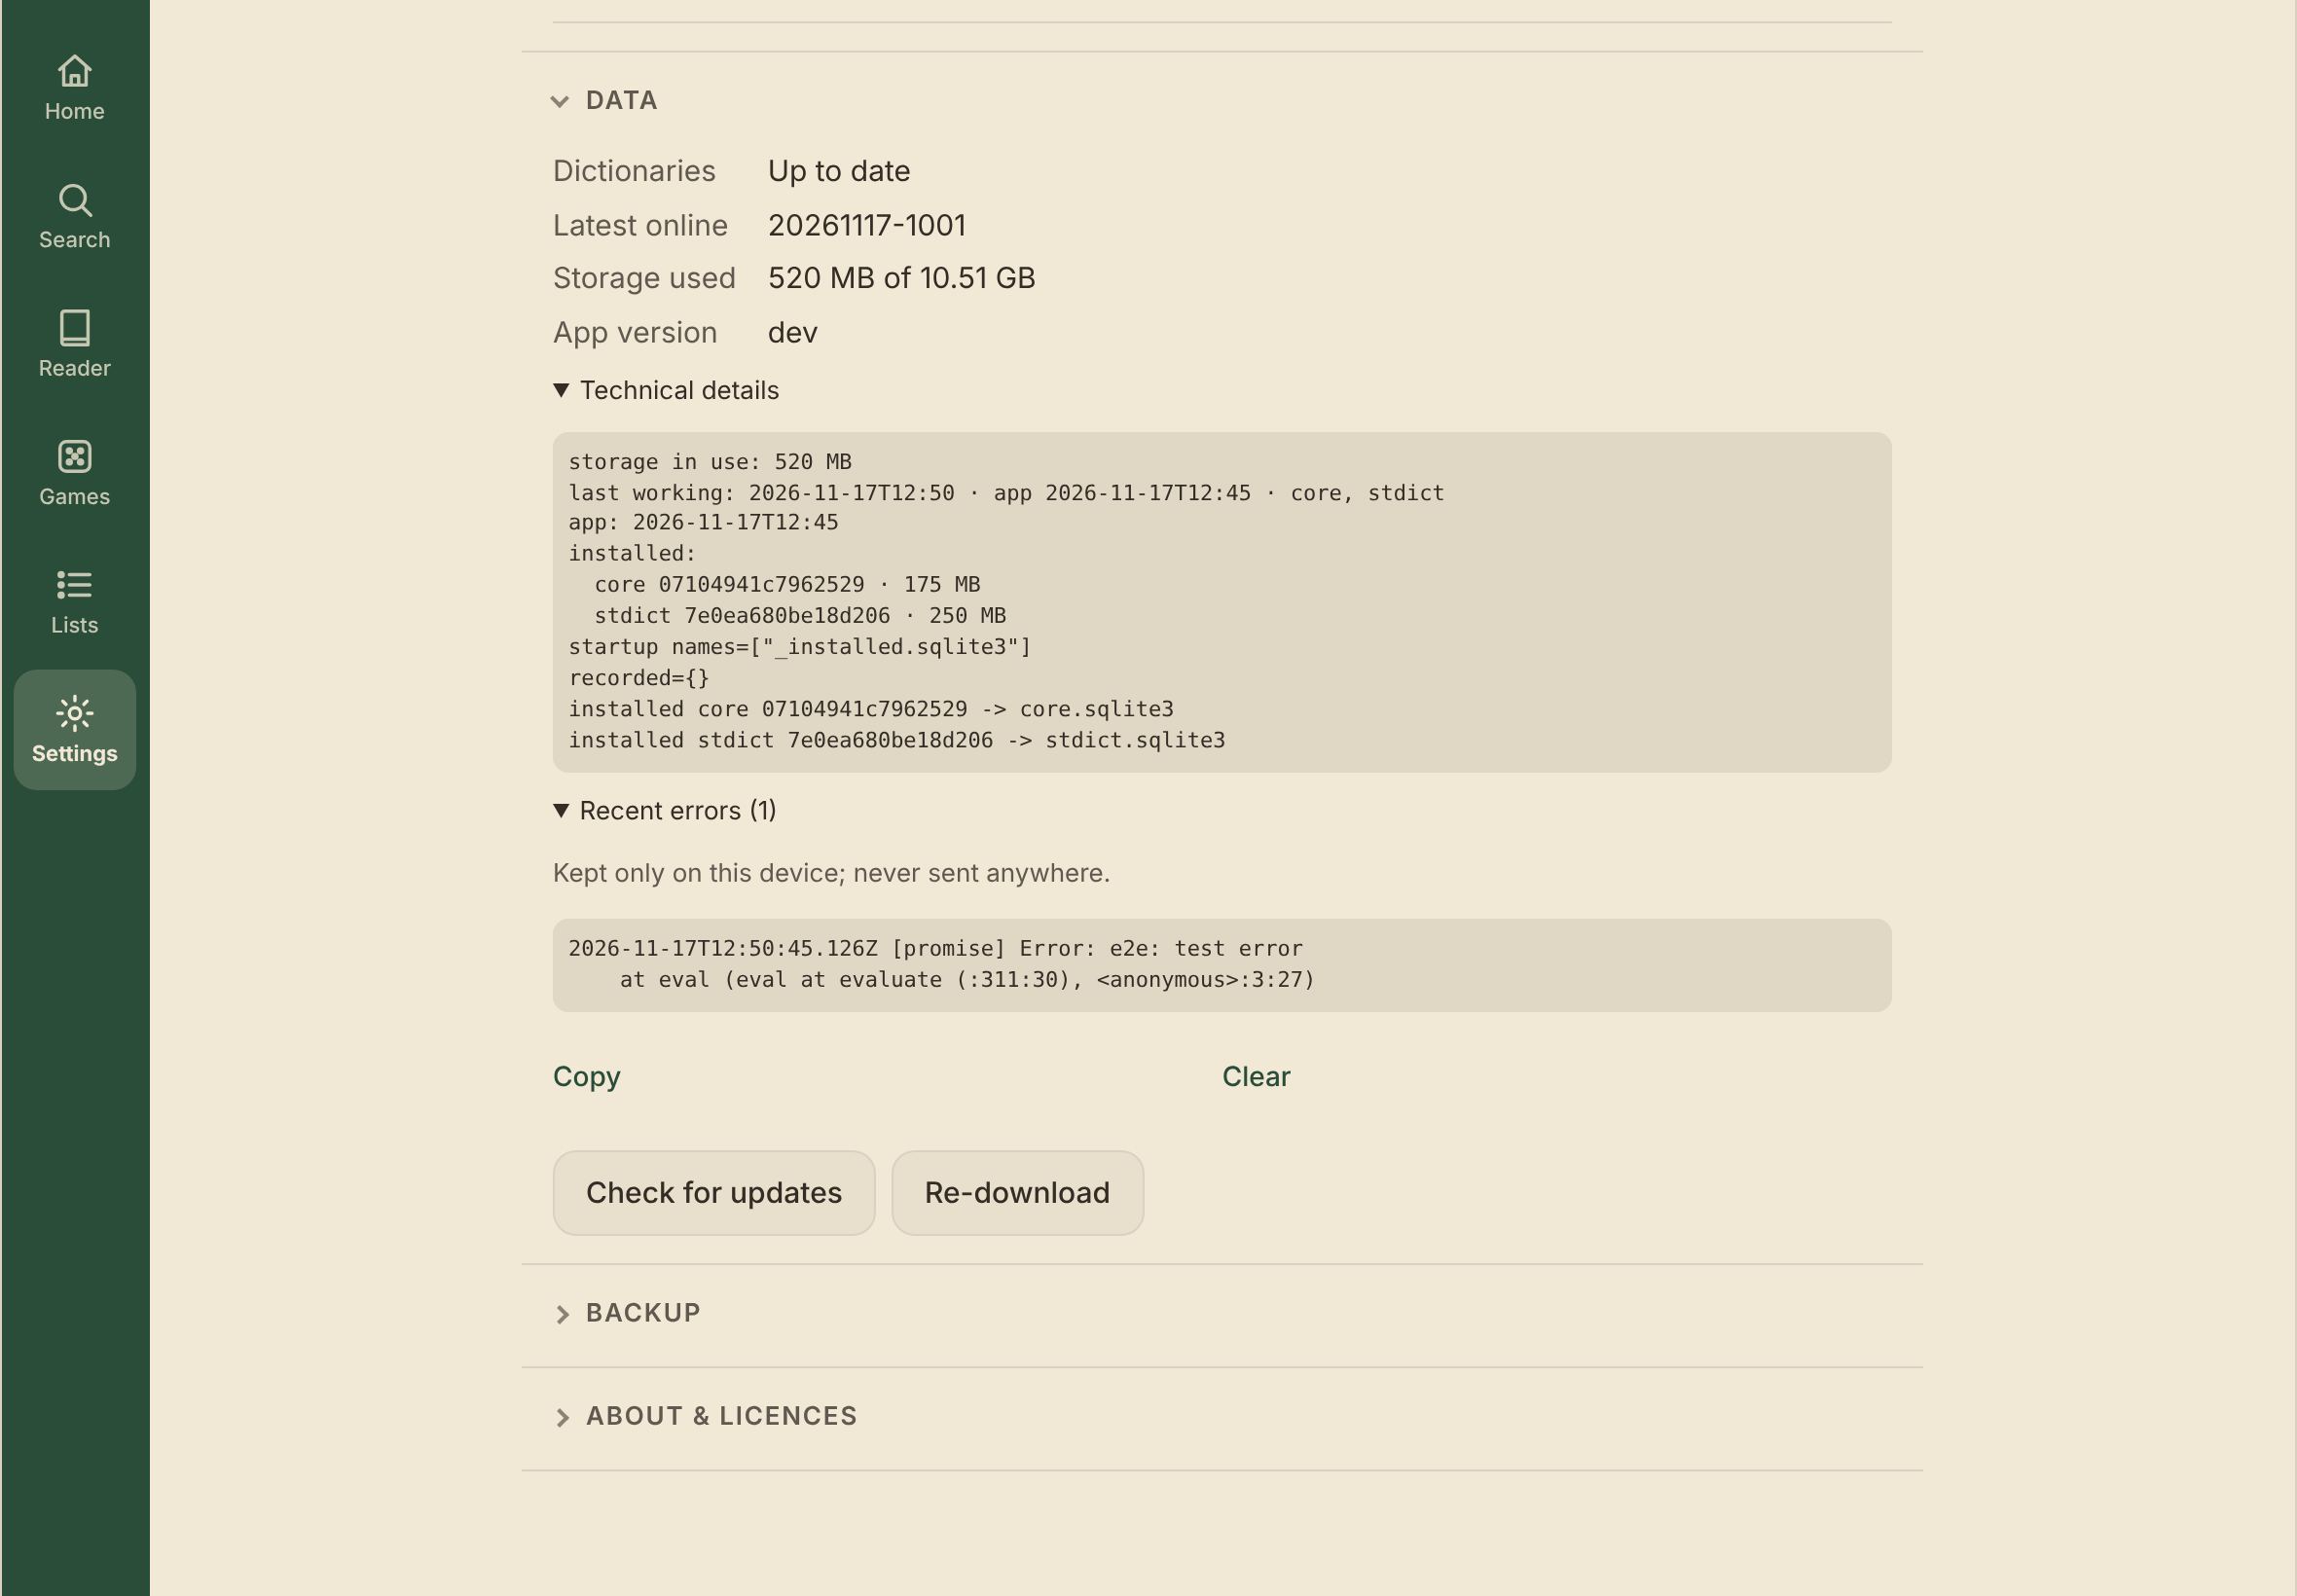 Home
Search
Reader
Games
Lists
Settings
DATA
Dictionaries Up to date
Latest online 20261117-1001
Storage used 520 MB of 10.51 GB
App version dev
Technical details
storage in use: 520 MB
last working: 2026-11-17T12:50 · app 2026-11-17T12:45 · core, stdict
app: 2026-11-17T12:45
installed:
  core 07104941c7962529 · 175 MB
  stdict 7e0ea680be18d206 · 250 MB
startup names=["_installed.sqlite3"]
recorded={}
installed core 07104941c7962529 -> core.sqlite3
installed stdict 7e0ea680be18d206 -> stdict.sqlite3
Recent errors (1)
Kept only on this device; never sent anywhere.
2026-11-17T12:50:45.126Z [promise] Error: e2e: test error
    at eval (eval at evaluate (:311:30), <anonymous>:3:27)
Copy Clear
Check for updates Re-download
BACKUP
ABOUT & LICENCES